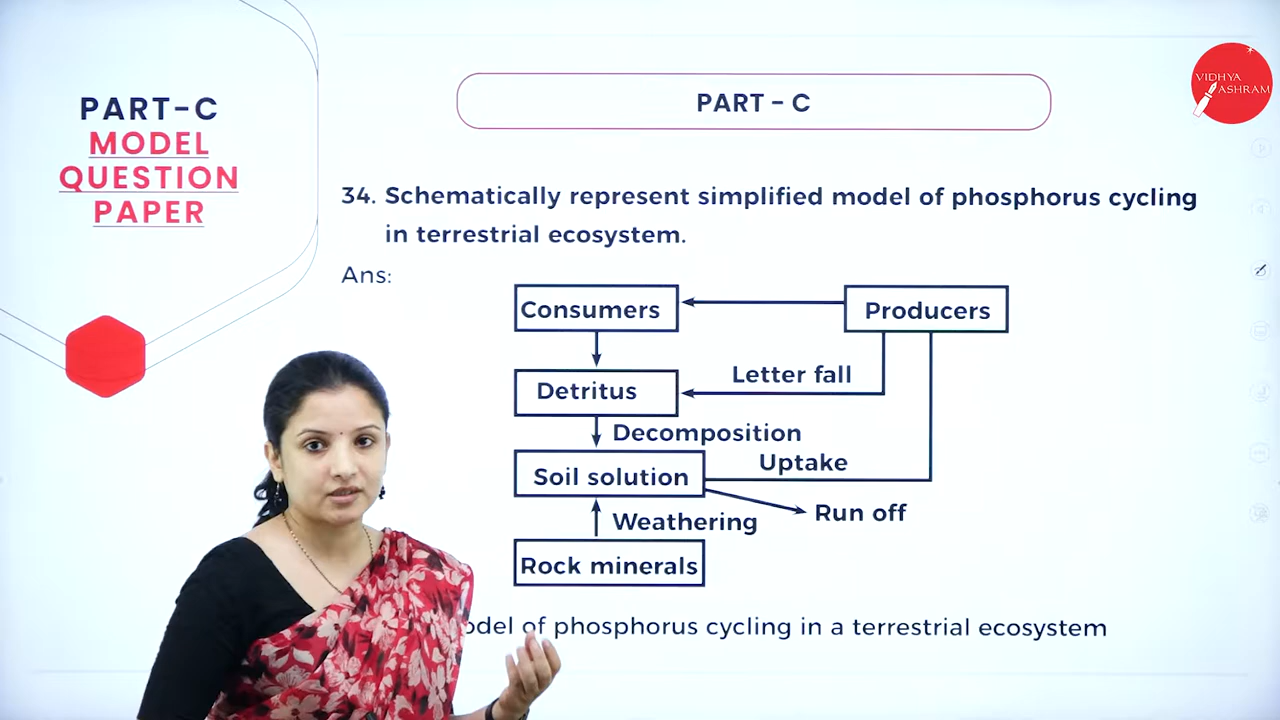 PART-C
MODEL
QUESTION
PAPER
VIDHYA
ASHRAM
PART – C
34. Schematically represent simplified model of phosphorus cycling
in terrestrial ecosystem.
Ans:
Consumers
Producers
Letter fall
Detritus
Decomposition
Uptake
Soil solution
Run off
Weathering
Rock minerals
of phosphorus cycling in a terrestrial ecosystem